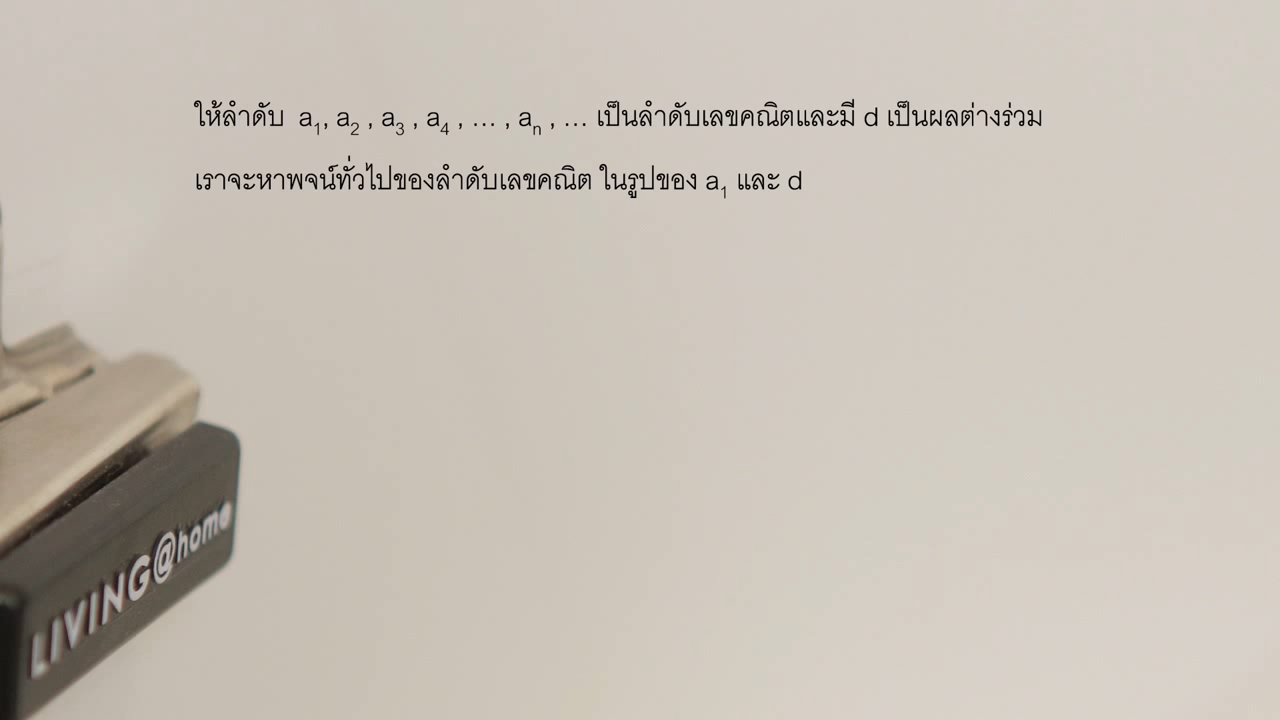 ให้ลำดับ a₁, a₂ , a₃ , a₄ , … , aₙ , … เป็นลำดับเลขคณิตและมี d เป็นผลต่างร่วม
เราจะหาพจน์ทั่วไปของลำดับเลขคณิต ในรูปของ a₁ และ d
LIVING@home